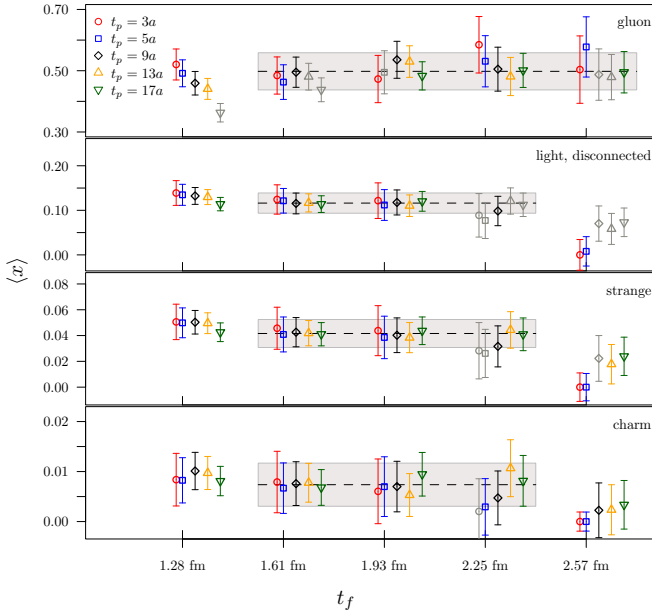 0.70
0.50
0.30
t_p = 3a
t_p = 5a
t_p = 9a
t_p = 13a
t_p = 17a
gluon
0.20
0.10
0.00
light, disconnected
⟨x⟩
0.08
0.06
0.04
0.02
0.00
strange
0.02
0.01
0.00
charm
1.28 fm 1.61 fm 1.93 fm 2.25 fm 2.57 fm
t_f